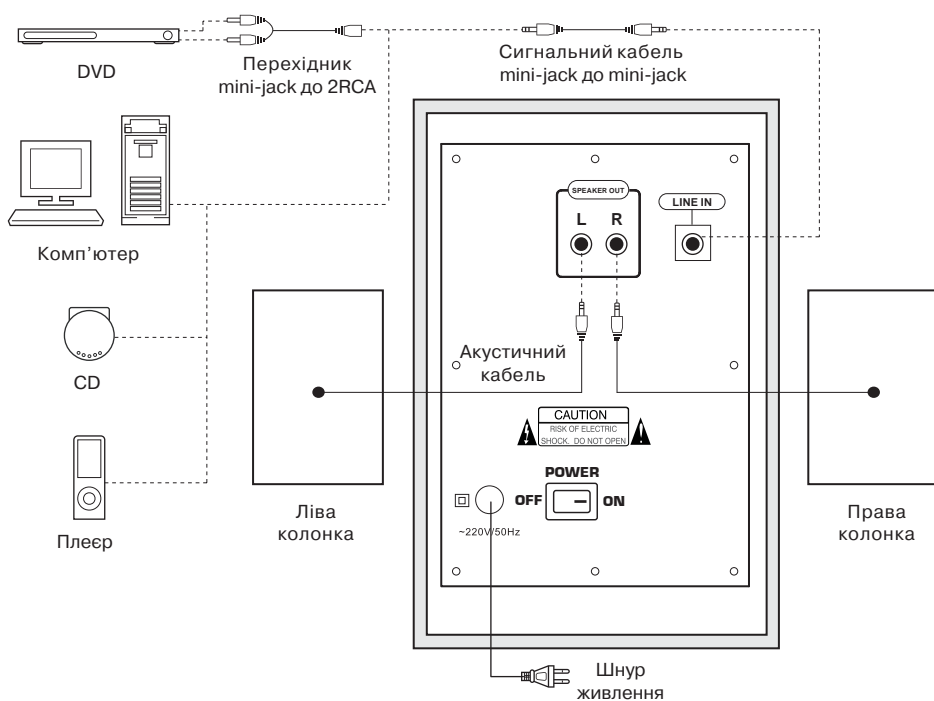 DVD
Перехідник
mini-jack до 2RCA
Сигнальний кабель
mini-jack до mini-jack
Комп'ютер
SPEAKER OUT
L R
LINE IN
CD
Акустичний
кабель
CAUTION
RISK OF ELECTRIC
SHOCK. DO NOT OPEN
POWER
OFF ON
~220V/50Hz
Плеєр
Ліва
колонка
Права
колонка
Шнур
живлення